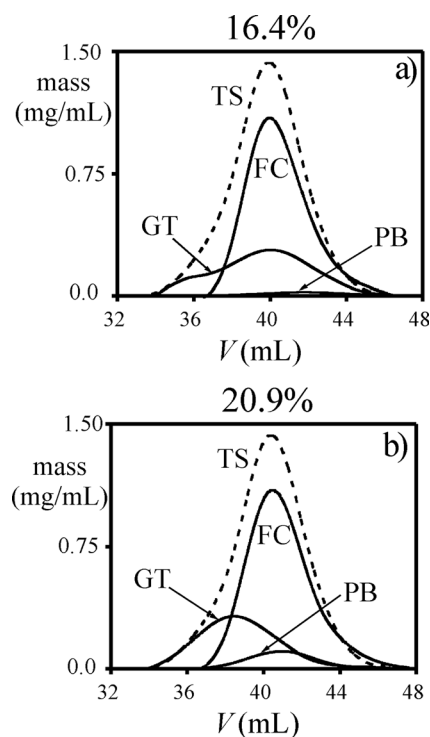 16.4%
a)
mass
(mg/mL)
1.50
0.75
0.0
TS
FC
GT
PB
32 36 40 44 48
V (mL)
20.9%
b)
mass
(mg/mL)
1.50
0.75
0.0
TS
FC
GT
PB
32 36 40 44 48
V (mL)